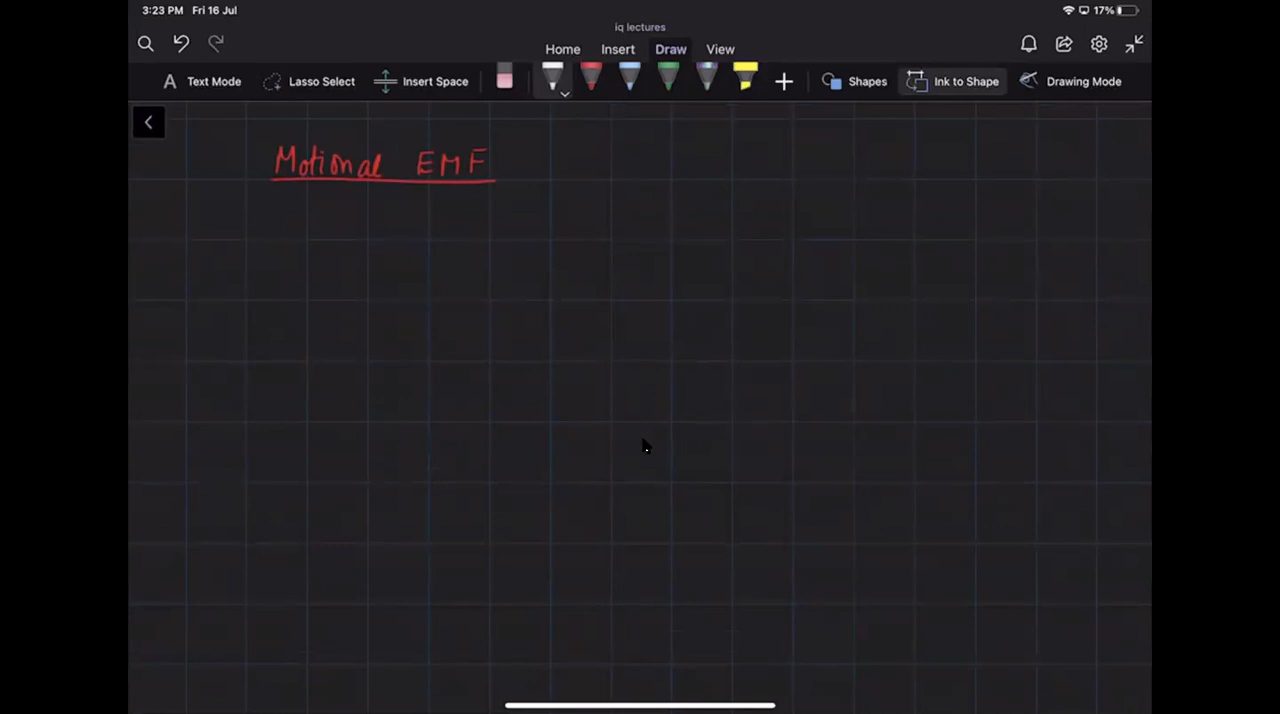 3:23 PM Fri 16 Jul 17%
iq lectures
Home Insert Draw View
Text Mode Lasso Select Insert Space Shapes Ink to Shape Drawing Mode
Motional EMF